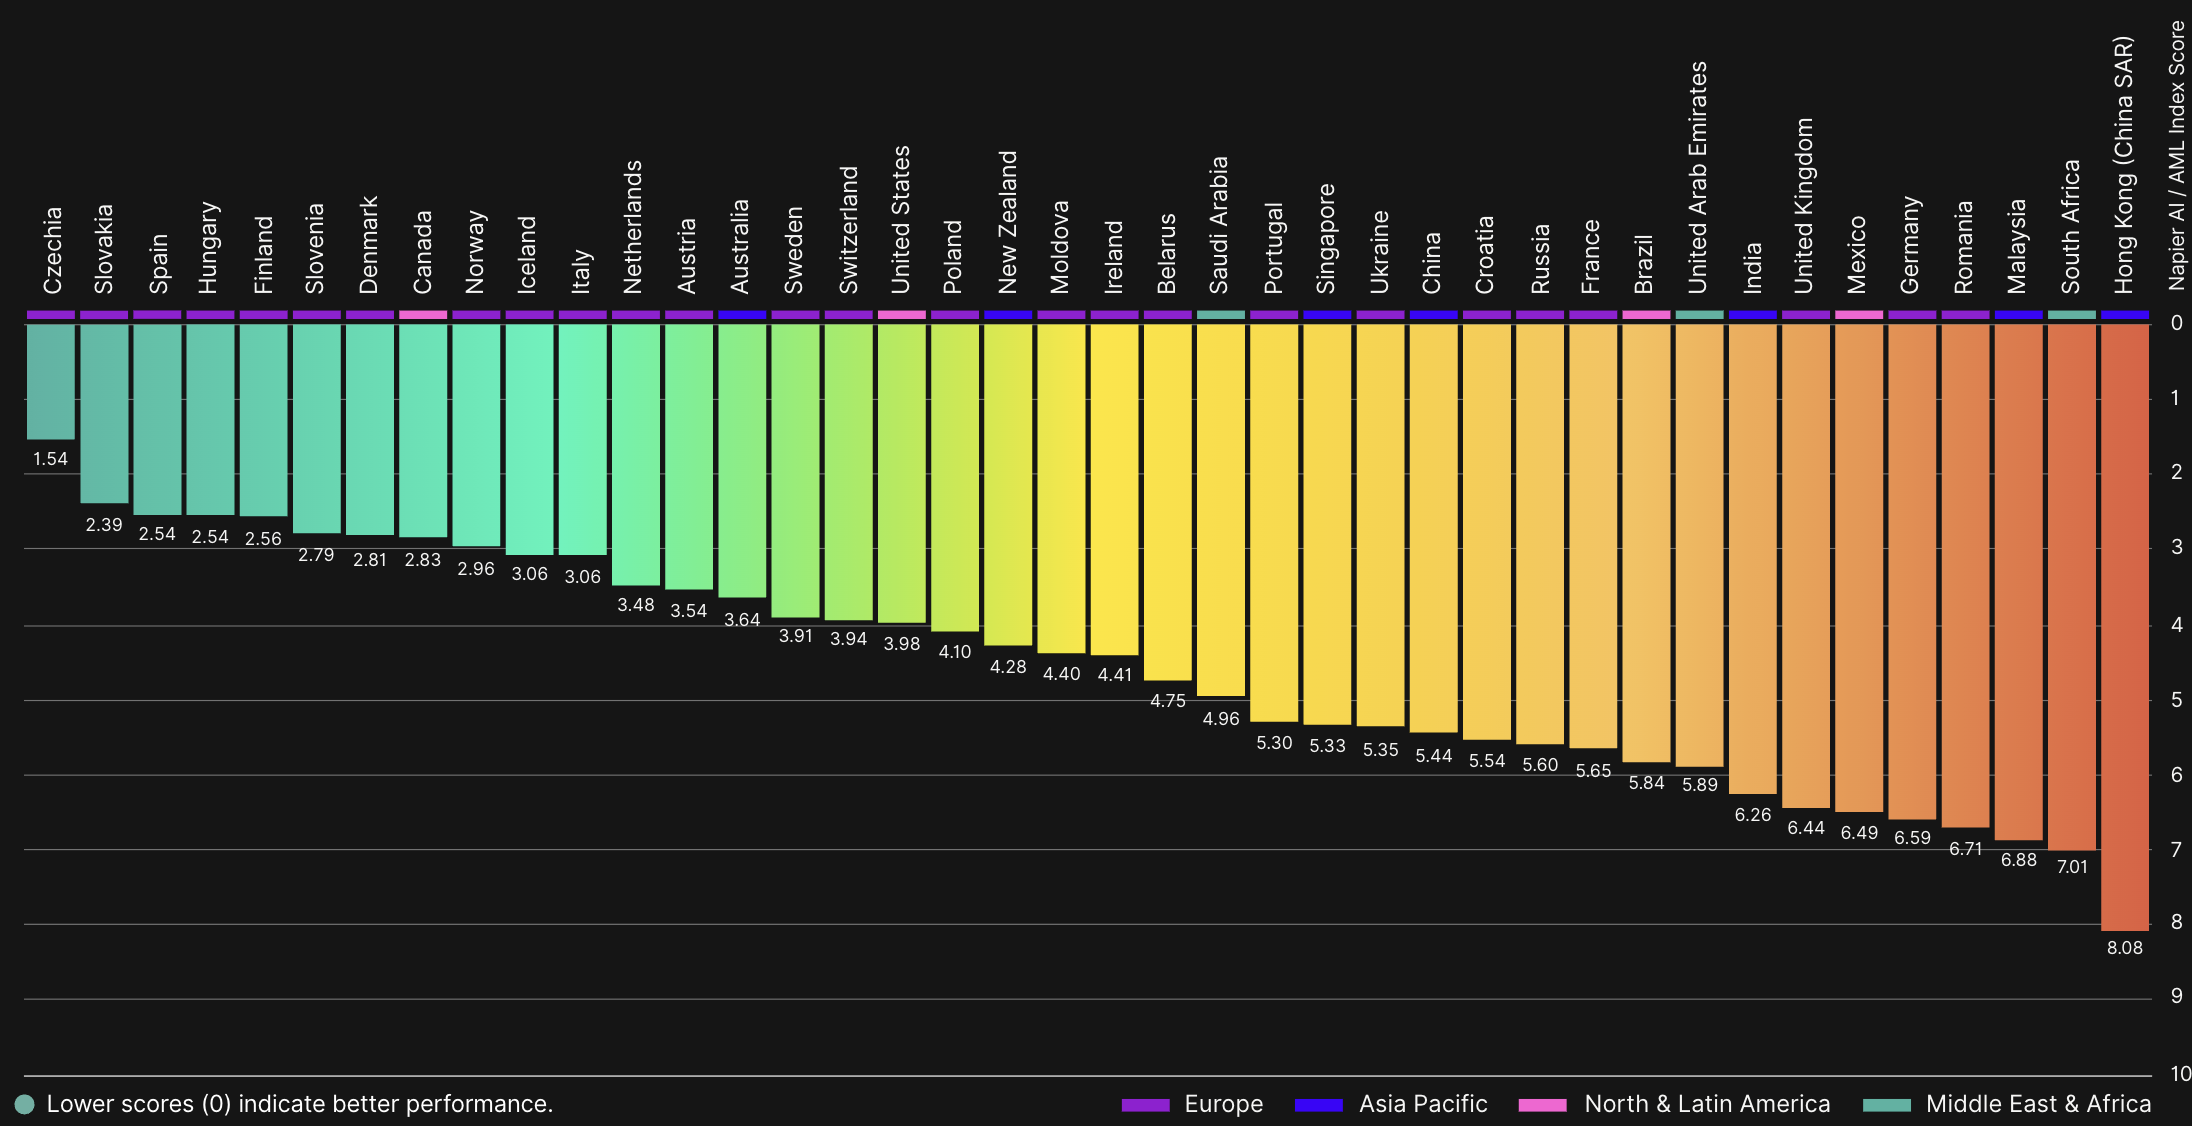 Czechia
Slovakia
Spain
Hungary
Finland
Slovenia
Denmark
Canada
Norway
Iceland
Italy
Netherlands
Austria
Australia
Sweden
Switzerland
United States
Poland
New Zealand
Moldova
Ireland
Belarus
Saudi Arabia
Portugal
Singapore
Ukraine
China
Croatia
Russia
France
Brazil
United Arab Emirates
India
United Kingdom
Mexico
Germany
Romania
Malaysia
South Africa
Hong Kong (China SAR)
Napier AI / AML Index Score
0
1
2
3
4
5
6
7
8
9
10
1.54
2.39
2.54
2.54
2.56
2.79
2.81
2.83
2.96
3.06
3.06
3.48
3.54
3.64
3.91
3.94
3.98
4.10
4.28
4.40
4.41
4.75
4.96
5.30
5.33
5.35
5.44
5.54
5.60
5.65
5.84
5.89
6.26
6.44
6.49
6.59
6.71
6.88
7.01
8.08
Lower scores (0) indicate better performance.
Europe
Asia Pacific
North & Latin America
Middle East & Africa